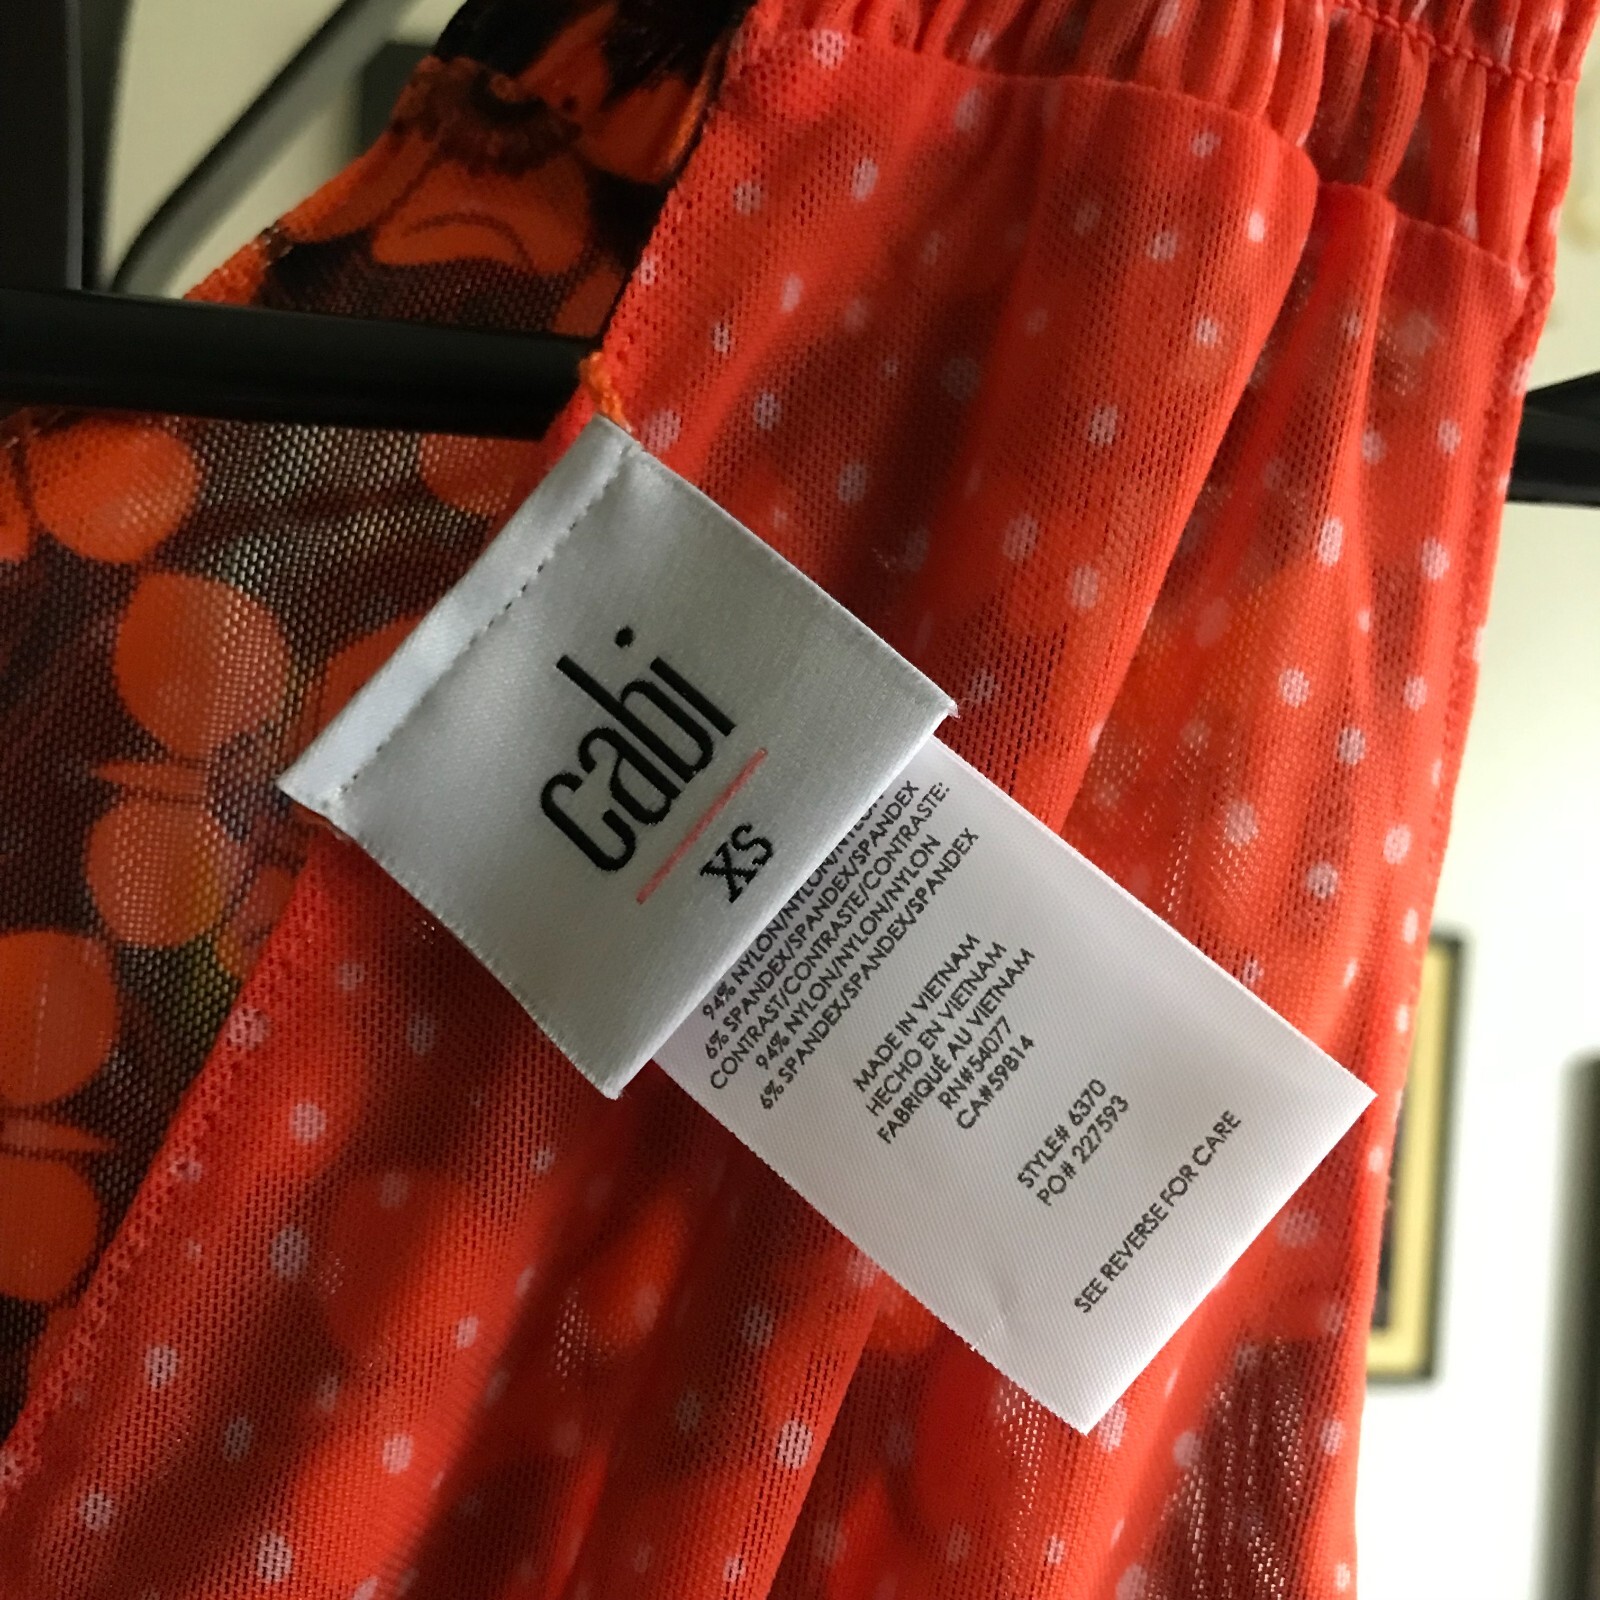 cabi
XS
94% NYLON/NYLON/NYLON
6% SPANDEX/SPANDEX/SPANDEX
CONTRAST/CONTRASTE/CONTRASTE:
94% NYLON/NYLON/NYLON
6% SPANDEX/SPANDEX/SPANDEX
MADE IN VIETNAM
HECHO EN VIETNAM
FABRIQUÉ AU VIETNAM
RN#54077
CA#59814
STYLE# 6370
PO# 227593
SEE REVERSE FOR CARE